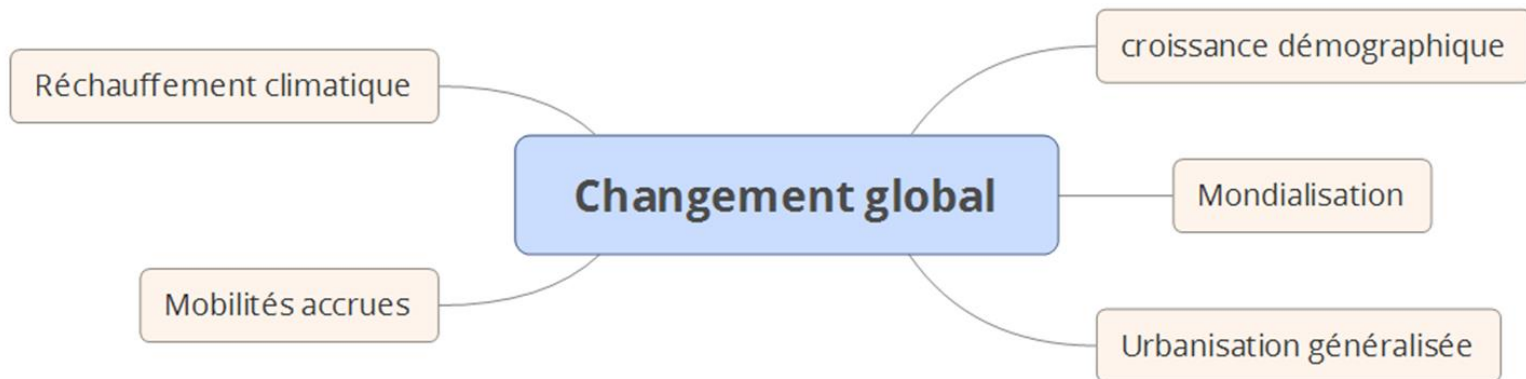 Réchauffement climatique
croissance démographique
Changement global
Mondialisation
Mobilités accrues
Urbanisation généralisée